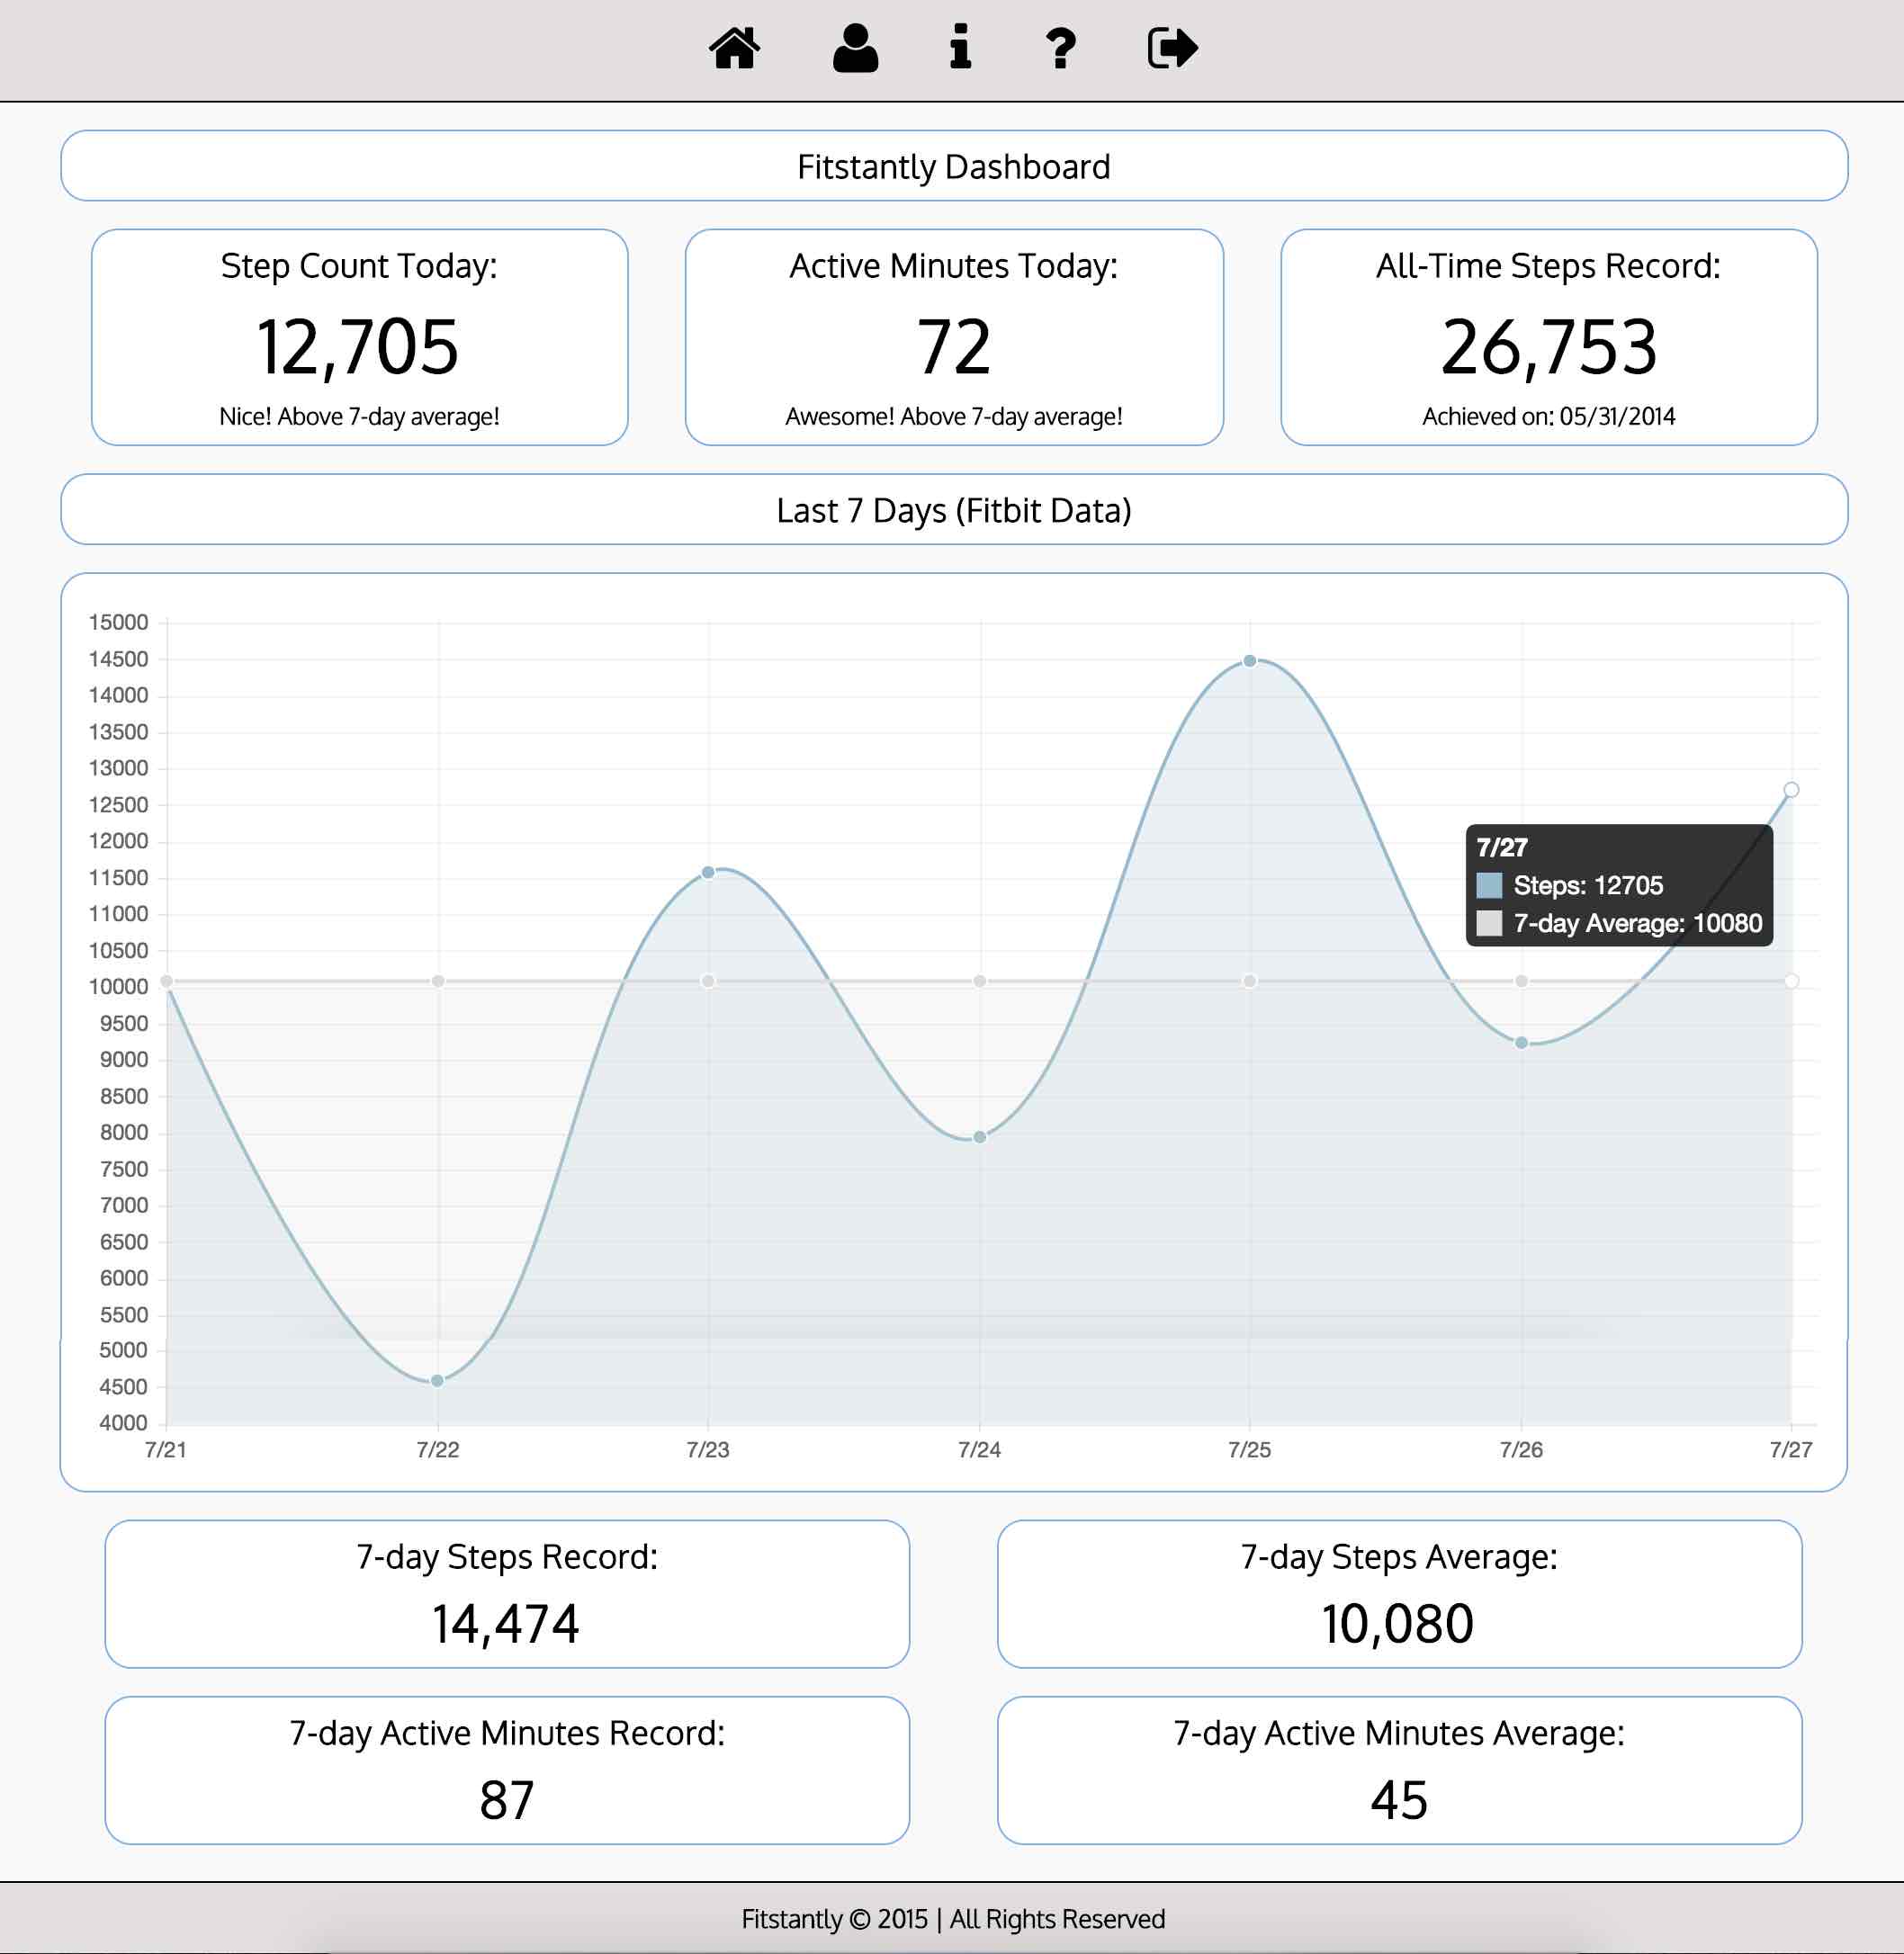 Fitstantly Dashboard
Step Count Today:
12,705
Nice! Above 7-day average!
Active Minutes Today:
72
Awesome! Above 7-day average!
All-Time Steps Record:
26,753
Achieved on: 05/31/2014
Last 7 Days (Fitbit Data)
15000
14500
14000
13500
13000
12500
12000
11500
11000
10500
10000
9500
9000
8500
8000
7500
7000
6500
6000
5500
5000
4500
4000
7/27
Steps: 12705
7-day Average: 10080
7/21 7/22 7/23 7/24 7/25 7/26 7/27
7-day Steps Record:
14,474
7-day Steps Average:
10,080
7-day Active Minutes Record:
87
7-day Active Minutes Average:
45
Fitstantly © 2015 | All Rights Reserved